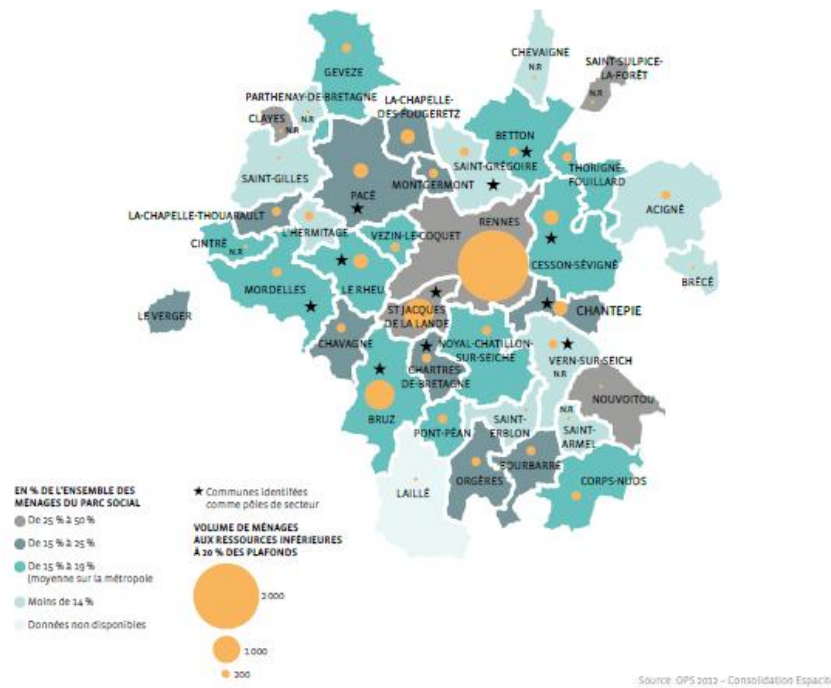 CHEVAIGNÉ
N.R
SAINT-SULPICE-
LA-FORÊT
N.R
GEVEZE
PARTHENAY-DE-BRETAGNE
N.R
LA-CHAPELLE-
DES-FOUGERETZ
CLAYES
N.R
BETTON
SAINT-GRÉGOIRE
THORIGNÉ-
FOUILLARD
SAINT-GILLES
PACÉ
MONTGERMONT
ACIGNÉ
LA-CHAPELLE-THOUARAULT
L'HERMITAGE
VEZIN-LE-COQUET
RENNES
CINTRÉ
N.R
CESSON-SÉVIGNÉ
BRÉCÉ
MORDELLES
LE RHEU
LE VERGER
ST JACQUES
DE LA LANDE
CHANTEPIE
CHAVAGNE
NOYAL-CHATILLON-
SUR-SEICHE
VERN-SUR-SEICH
N.R
CHARTRES-
DE-BRETAGNE
NOUVOITOU
BRUZ
PONT-PÉAN
SAINT-
ERBLON
N.R
SAINT-
ARMEL
BOURBARRÉ
ORGÈRES
CORPS-NUDS
LAILLÉ
EN % DE L'ENSEMBLE DES
MÉNAGES DU PARC SOCIAL
De 25 % à 50 %
De 15 % à 25 %
De 15 % à 19 %
(moyenne sur la métropole
Moins de 14 %
Données non disponibles
★ Communes identifiées
comme pôles de secteur
VOLUME DE MÉNAGES
AUX RESSOURCES INFÉRIEURES
À 20 % DES PLAFONDS
2 000
1 000
200
Source: OPS 2022 – Consolidation Espacit